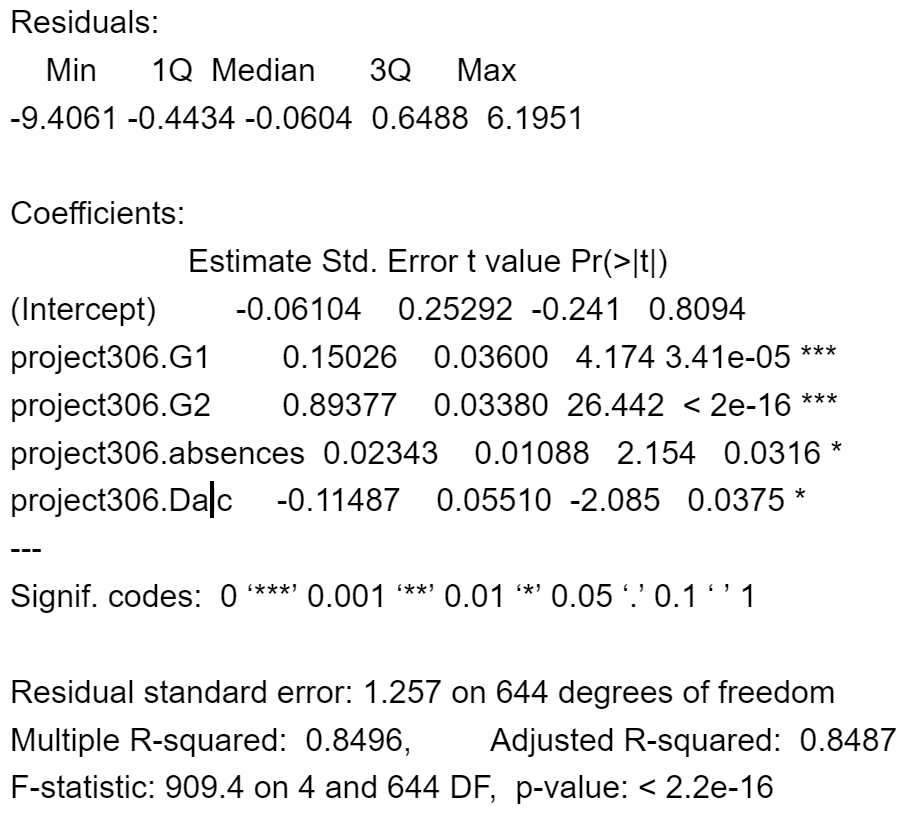 Residuals:
Min 1Q Median 3Q Max
-9.4061 -0.4434 -0.0604 0.6488 6.1951
Coefficients:
Estimate Std. Error t value Pr(>|t|)
(Intercept) -0.06104 0.25292 -0.241 0.8094
project306.G1 0.15026 0.03600 4.174 3.41e-05 ***
project306.G2 0.89377 0.03380 26.442 < 2e-16 ***
project306.absences 0.02343 0.01088 2.154 0.0316 *
project306.Dalc -0.11487 0.05510 -2.085 0.0375 *
---
Signif. codes: 0 ‘***’ 0.001 ‘**’ 0.01 ‘*’ 0.05 ‘.’ 0.1 ‘ ’ 1
Residual standard error: 1.257 on 644 degrees of freedom
Multiple R-squared: 0.8496, Adjusted R-squared: 0.8487
F-statistic: 909.4 on 4 and 644 DF, p-value: < 2.2e-16